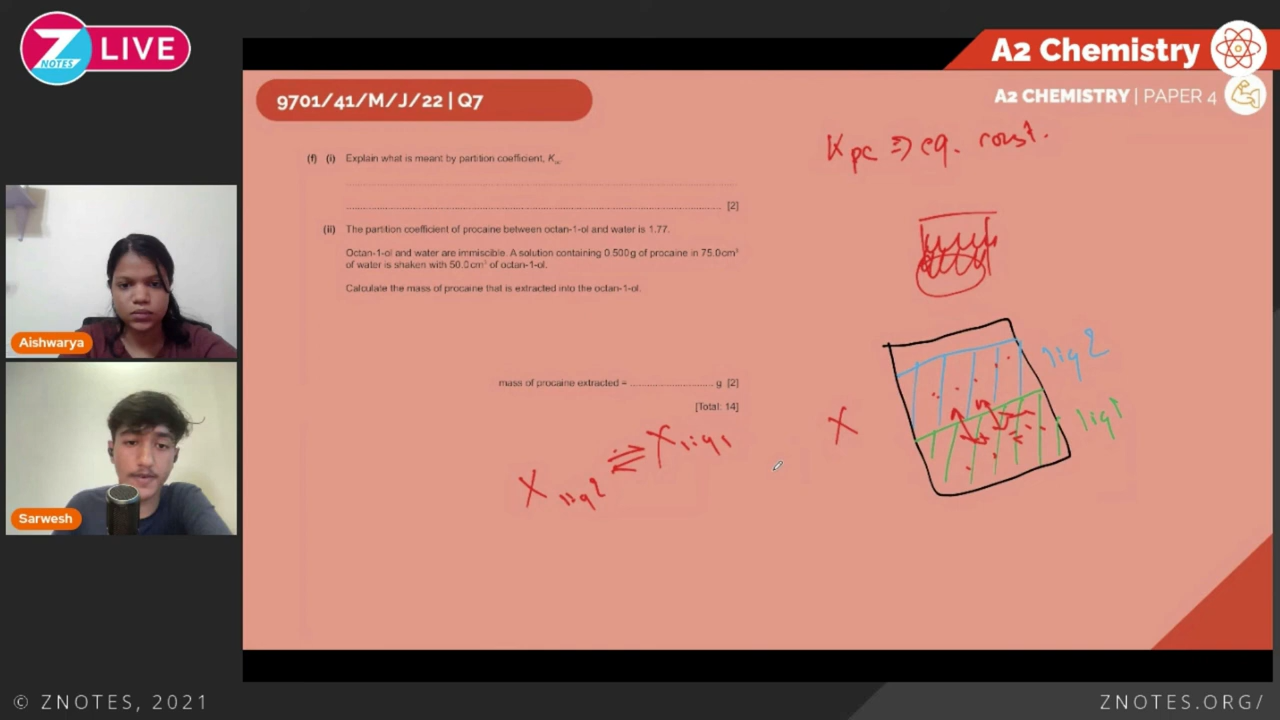 Z NOTES LIVE
A2 Chemistry
A2 CHEMISTRY | PAPER 4
9701/41/M/J/22 | Q7
Kpc ⇒ eq. const.
(f) (i) Explain what is meant by partition coefficient, Kpc.
[2]
(ii) The partition coefficient of procaine between octan-1-ol and water is 1.77.
Octan-1-ol and water are immiscible. A solution containing 0.500g of procaine in 75.0cm³
of water is shaken with 50.0cm³ of octan-1-ol.
Calculate the mass of procaine that is extracted into the octan-1-ol.
mass of procaine extracted = .............................. g [2]
[Total: 14]
liq 2
liq 1
X
X liq 2 ⇌ X liq 1
Aishwarya
Sarwesh
© ZNOTES, 2021
ZNOTES.ORG/